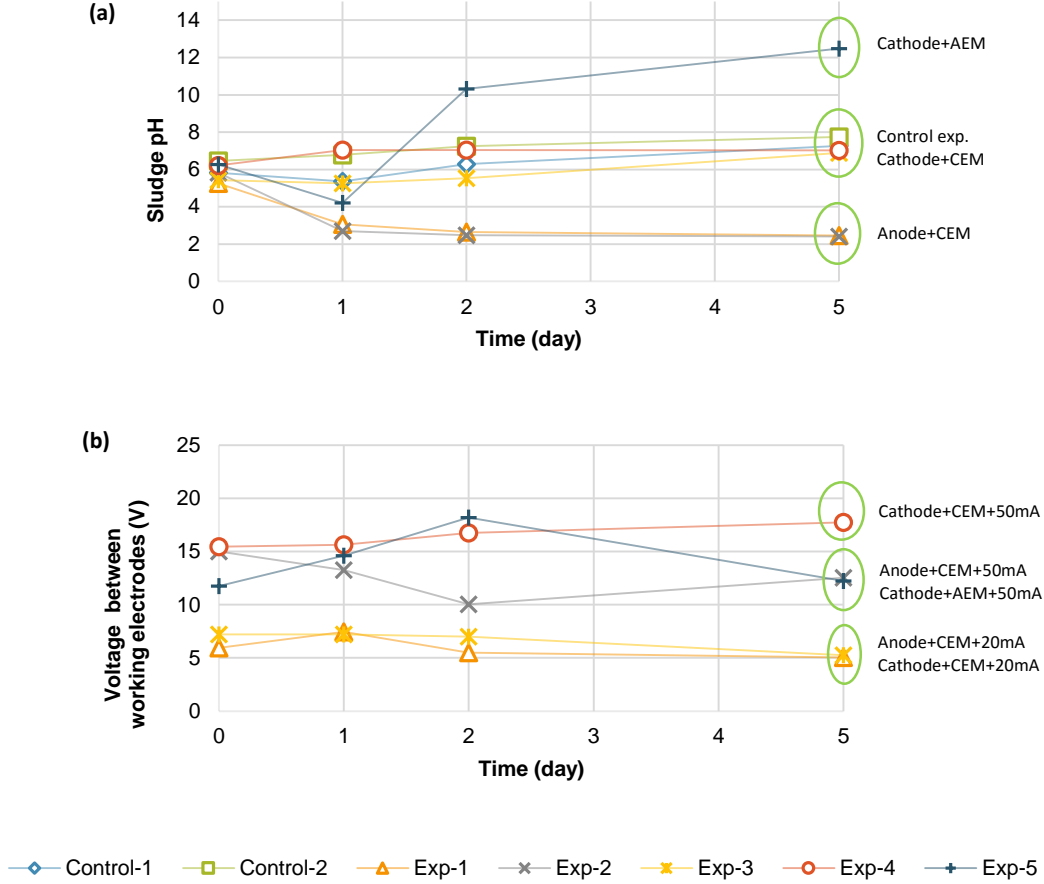 (a)
14
12
10
8
6
4
2
0
Sludge pH
0 1 2 3 4 5
Time (day)
Cathode+AEM
Control exp.
Cathode+CEM
Anode+CEM
(b)
25
20
15
10
5
0
Voltage between
working electrodes (V)
0 1 2 3 4 5
Time (day)
Cathode+CEM+50mA
Anode+CEM+50mA
Cathode+AEM+50mA
Anode+CEM+20mA
Cathode+CEM+20mA
Control-1 Control-2 Exp-1 Exp-2 Exp-3 Exp-4 Exp-5